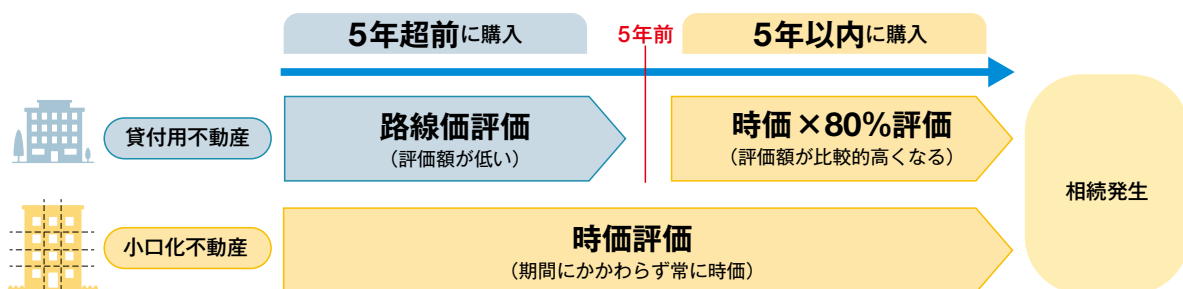 5年超前に購入
5年前
5年以内に購入
貸付用不動産
路線価評価
（評価額が低い）
時価×80%評価
（評価額が比較的高くなる）
相続発生
小口化不動産
時価評価
（期間にかかわらず常に時価）